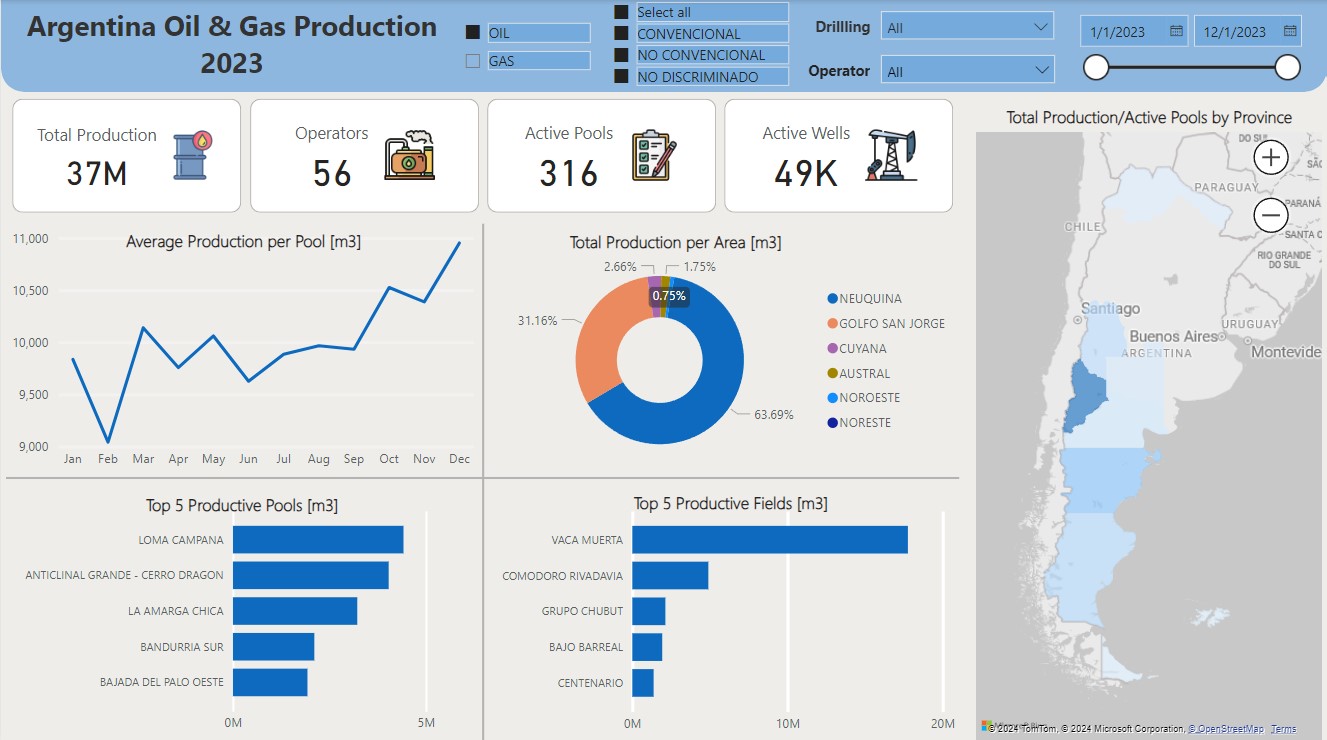 Argentina Oil & Gas Production
2023
OIL
GAS
Select all
CONVENCIONAL
NO CONVENCIONAL
NO DISCRIMINADO
Drillling
All
Operator
All
1/1/2023
12/1/2023
Total Production
37M
Operators
56
Active Pools
316
Active Wells
49K
Average Production per Pool [m3]
11,000
10,500
10,000
9,500
9,000
Jan Feb Mar Apr May Jun Jul Aug Sep Oct Nov Dec
Total Production per Area [m3]
2.66%
1.75%
0.75%
31.16%
63.69%
NEUQUINA
GOLFO SAN JORGE
CUYANA
AUSTRAL
NOROESTE
NORESTE
Top 5 Productive Pools [m3]
LOMA CAMPANA
ANTICLINAL GRANDE - CERRO DRAGON
LA AMARGA CHICA
BANDURRIA SUR
BAJADA DEL PALO OESTE
0M 5M
Top 5 Productive Fields [m3]
VACA MUERTA
COMODORO RIVADAVIA
GRUPO CHUBUT
BAJO BARREAL
CENTENARIO
0M 10M 20M
Total Production/Active Pools by Province
DO SUL
PARAGUAY
PARANÁ
CHILE
SANTA C
RIO GRANDE
DO SUL
Santiago
URUGUAY
Buenos Aires
ARGENTINA
Montevide
© 2024 TomTom, © 2024 Microsoft Corporation, © OpenStreetMap Terms